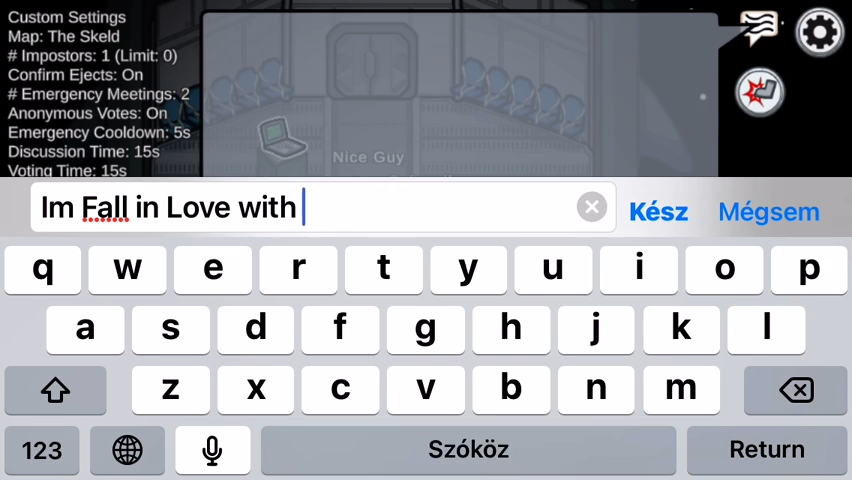 Custom Settings
Map: The Skeld
# Impostors: 1 (Limit: 0)
Confirm Ejects: On
# Emergency Meetings: 2
Anonymous Votes: On
Emergency Cooldown: 5s
Discussion Time: 15s
Voting Time: 15s
Nice Guy
Im Fall in Love with
Kész Mégsem
q w e r t y u i o p
a s d f g h j k l
z x c v b n m
123 Szóköz Return